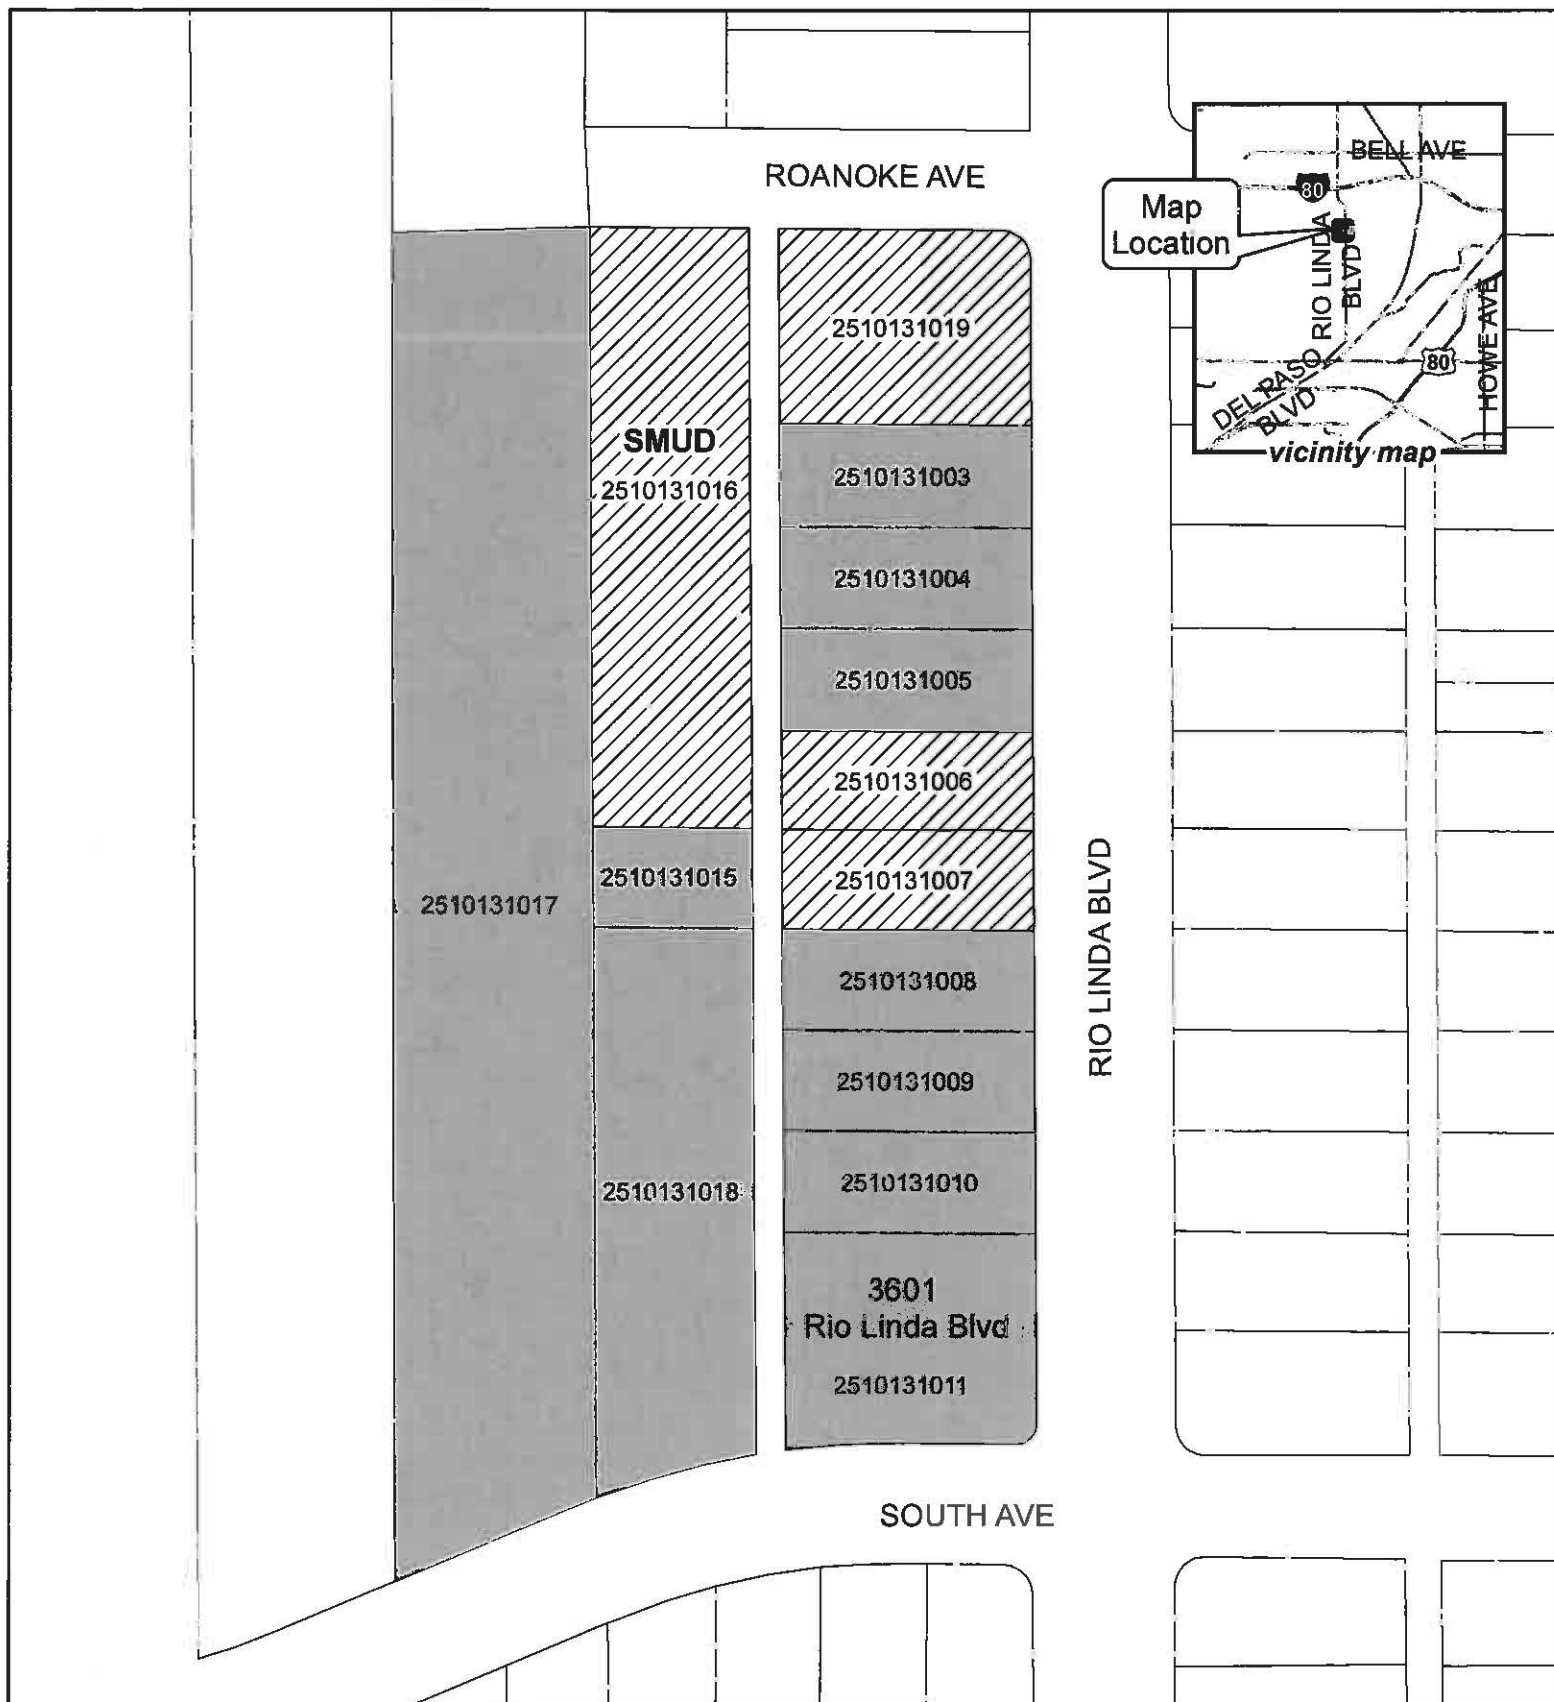 ROANOKE AVE
BELL AVE
80
Map
Location
RIO LINDA
BLVD
80
HOWE AVE
DEL PASO
BLVD
vicinity map
2510131019
SMUD
2510131016
2510131003
2510131004
2510131005
2510131006
2510131015
2510131007
2510131017
RIO LINDA BLVD
2510131008
2510131009
2510131018
2510131010
3601
Rio Linda Blvd
2510131011
SOUTH AVE